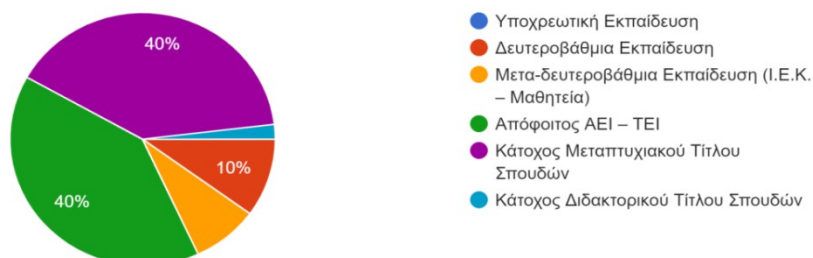 40%
10%
40%
Υποχρεωτική Εκπαίδευση
Δευτεροβάθμια Εκπαίδευση
Μετα-δευτεροβάθμια Εκπαίδευση (Ι.Ε.Κ.
– Μαθητεία)
Απόφοιτος ΑΕΙ – ΤΕΙ
Κάτοχος Μεταπτυχιακού Τίτλου
Σπουδών
Κάτοχος Διδακτορικού Τίτλου Σπουδών